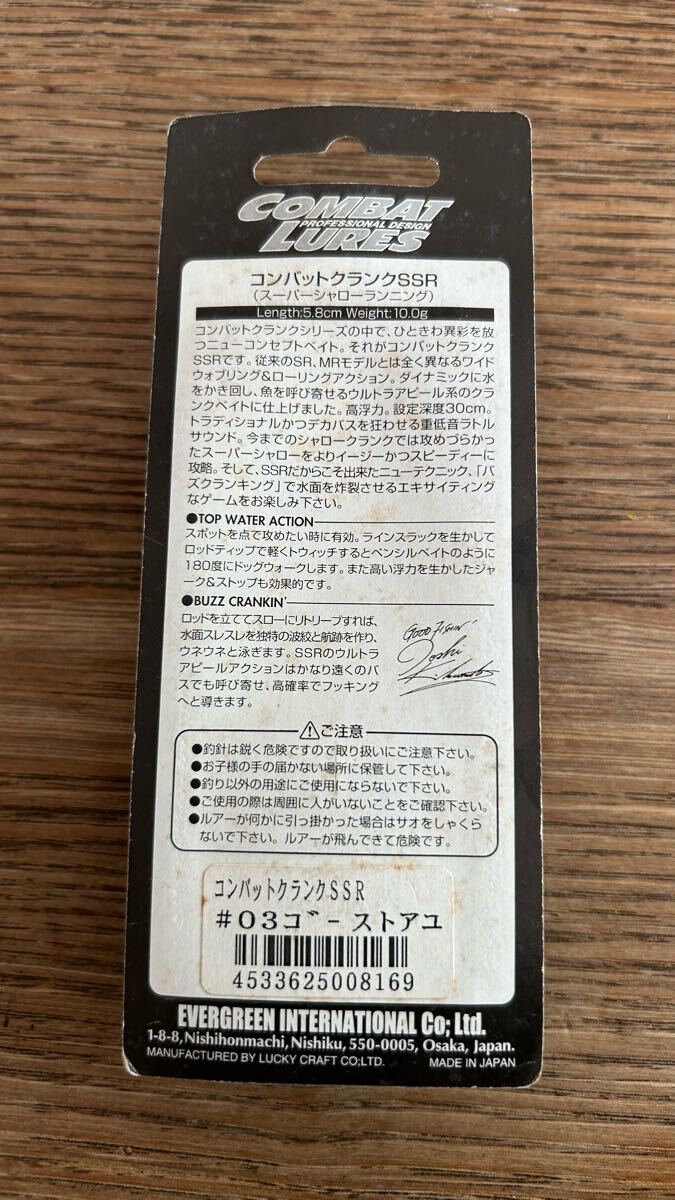 COMBAT
PROFESSIONAL DESIGN
LURES
コンバットクランクSSR
(スーパーシャローランニング)
Length:5.8cm Weight:10.0g
コンバットクランクシリーズの中で、ひときわ異彩を放
つニューコンセプトベイト。それがコンバットクランク
SSRです。従来のSR、MRモデルとは全く異なるワイド
ウォブリング&ローリングアクション。ダイナミックに水
をかき回し、魚を呼び寄せるウルトラアピール系のクラ
ンクベイトに仕上げました。高浮力。設定深度30cm。
トラディショナルかつデカバスを狂わせる重低音ラトル
サウンド。今までのシャロークランクでは攻めづらかっ
たスーパーシャローをよりイージーかつスピーディーに
攻略。そして、SSRだからこそ出来たニューテクニック、「バ
ズクランキング」で水面を炸裂させるエキサイティング
なゲームをお楽しみ下さい。
●TOP WATER ACTION
スポットを点で攻めたい時に有効。ラインスラックを生かして
ロッドティップで軽くトウィッチするとペンシルベイトのように
180度にドッグウォークします。また高い浮力を生かしたジャ
ーク&ストップも効果的です。
●BUZZ CRANKIN'
ロッドを立ててスローにリトリーブすれば、
水面スレスレを独特の波紋と航跡を作り、
ウネウネと泳ぎます。SSRのウルトラ
アピールアクションはかなり遠くのバ
スでも呼び寄せ、高確率でフッキング
へと導きます。
GOOD FISHIN'
⚠ご注意
●釣針は鋭く危険ですので取り扱いにご注意下さい。
●お子様の手の届かない場所に保管して下さい。
●釣り以外の用途にご使用にならないで下さい。
●ご使用の際は周囲に人がいないことをご確認下さい。
●ルアーが何かに引っ掛かった場合はサオをしゃくら
ないで下さい。ルアーが飛んできて危険です。
コンバットクランクSSR
#03ゴーストアユ
4533625008169
EVERGREEN INTERNATIONAL Co; Ltd.
1-8-8, Nishihonmachi, Nishiku, 550-0005, Osaka, Japan.
MANUFACTURED BY LUCKY CRAFT CO;LTD. MADE IN JAPAN